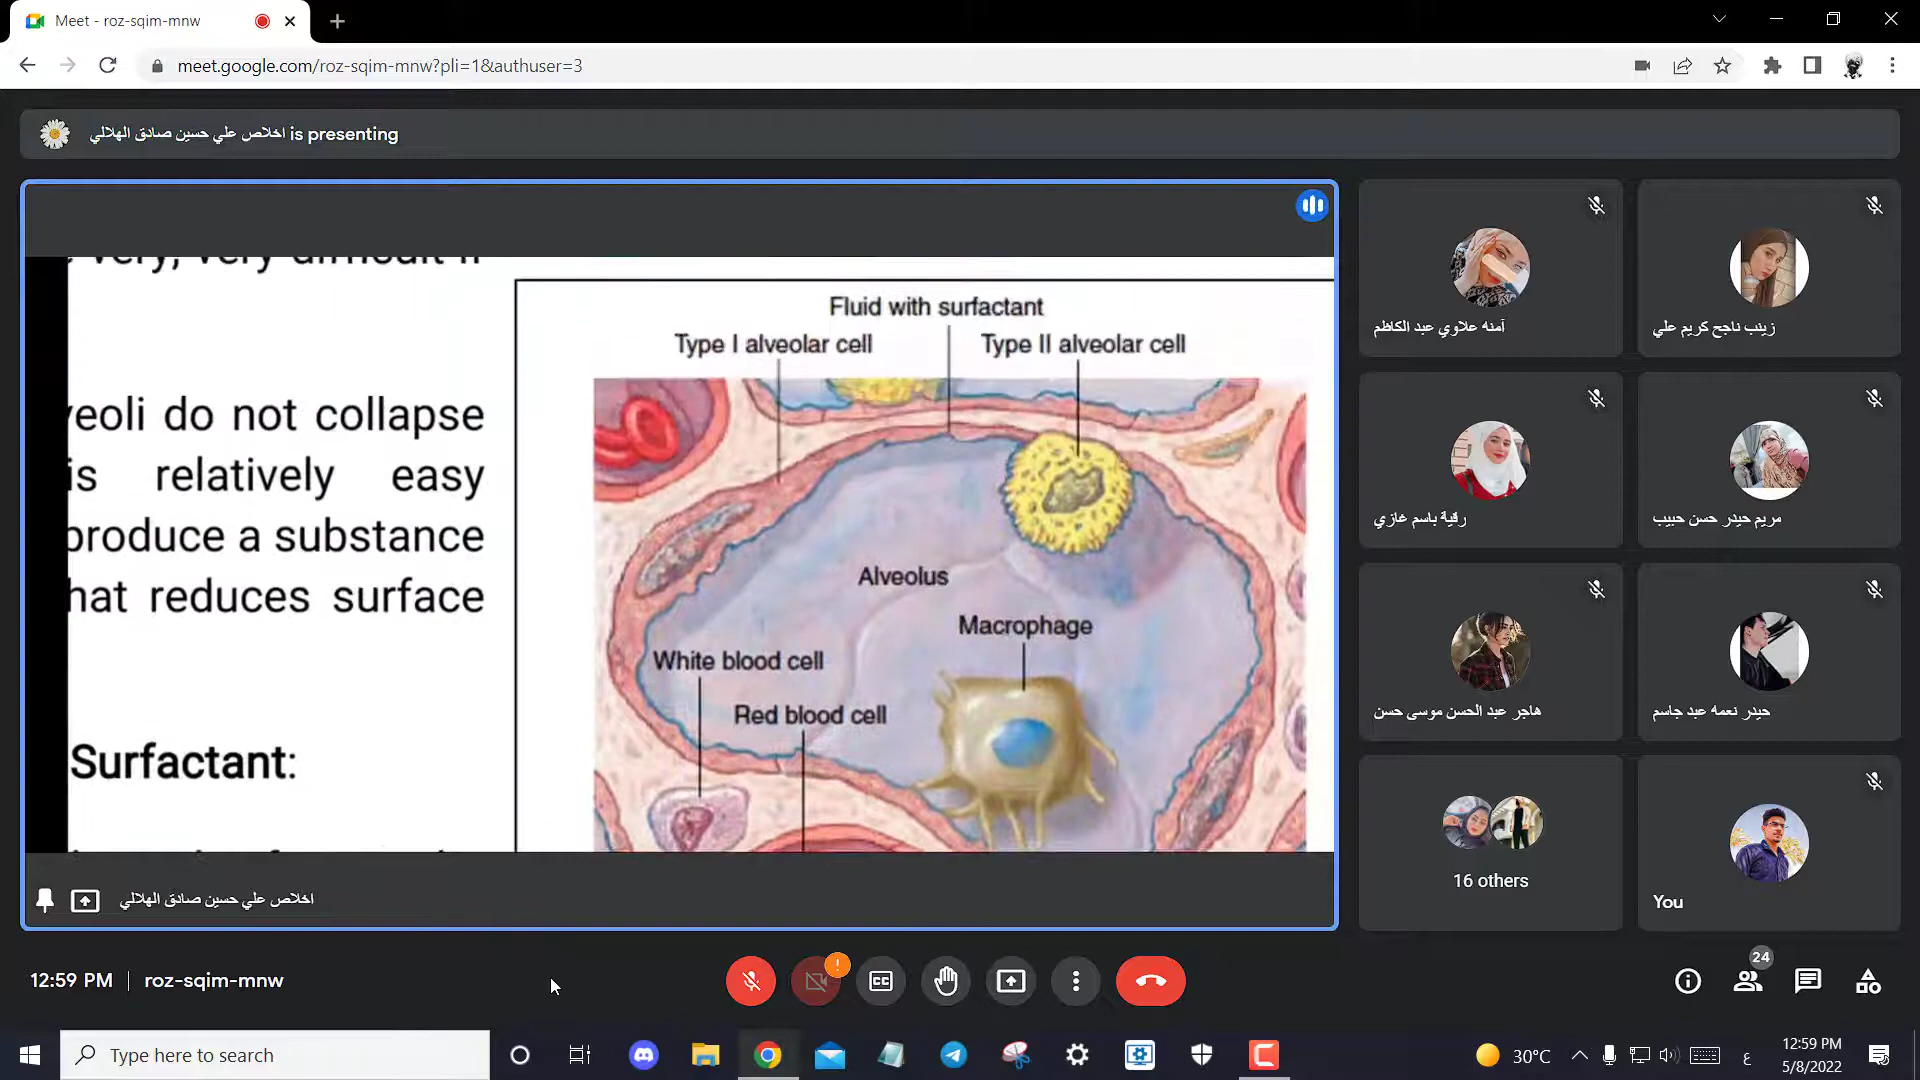 Meet - roz-sqim-mnw
meet.google.com/roz-sqim-mnw?pli=1&authuser=3
اخلاص علي حسين صادق الهلالي is presenting
very, very difficult if
veoli do not collapse
is relatively easy
produce a substance
hat reduces surface
Surfactant:
Fluid with surfactant
Type I alveolar cell
Type II alveolar cell
Alveolus
Macrophage
White blood cell
Red blood cell
اخلاص علي حسين صادق الهلالي
آمنه علاوي عبد الكاظم
زينب ناجح كريم علي
رقية باسم غازي
مريم حيدر حسن حبيب
هاجر عبد الحسن موسى حسن
حيدر نعمه عبد جاسم
16 others
You
12:59 PM
roz-sqim-mnw
24
Type here to search
30°C
ع
12:59 PM
5/8/2022